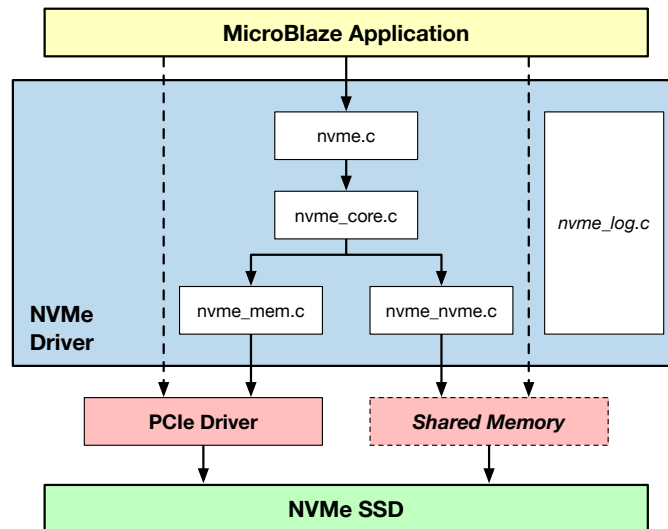 MicroBlaze Application
nvme.c
nvme_core.c
nvme_log.c
nvme_mem.c
nvme_nvme.c
NVMe
Driver
PCIe Driver
Shared Memory
NVMe SSD